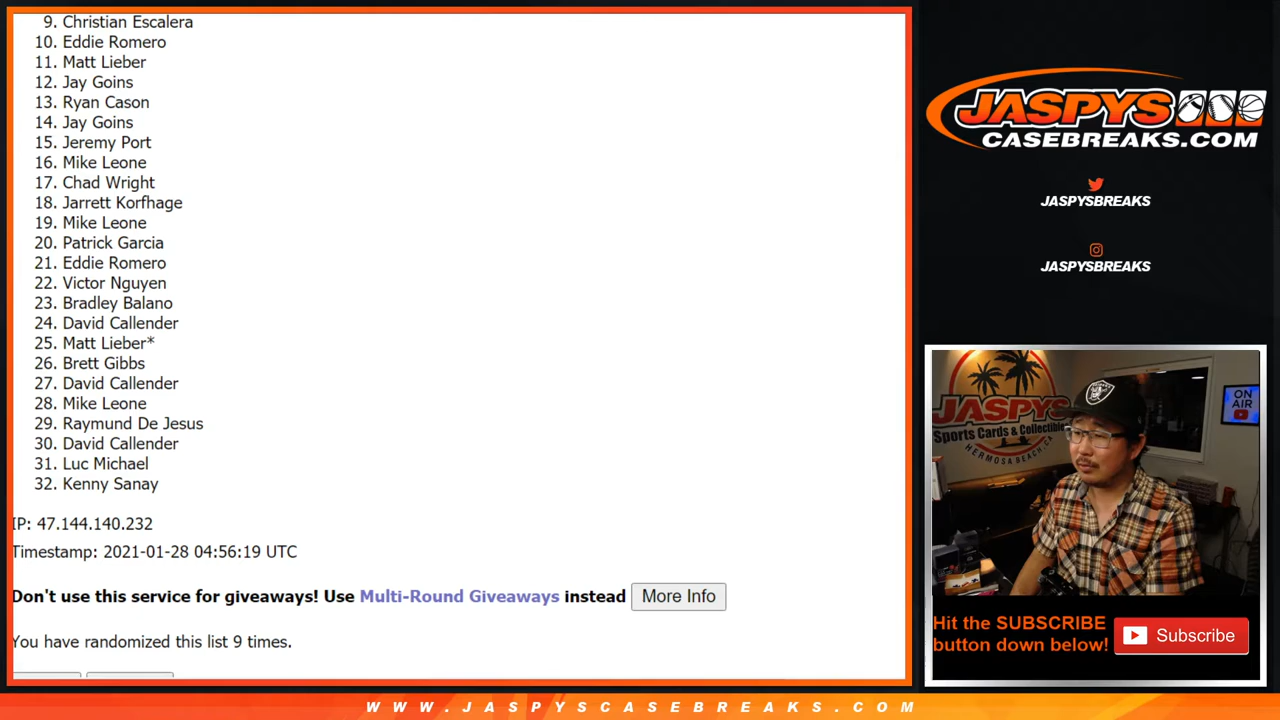 9. Christian Escalera
10. Eddie Romero
11. Matt Lieber
12. Jay Goins
13. Ryan Cason
14. Jay Goins
15. Jeremy Port
16. Mike Leone
17. Chad Wright
18. Jarrett Korfhage
19. Mike Leone
20. Patrick Garcia
21. Eddie Romero
22. Victor Nguyen
23. Bradley Balano
24. David Callender
25. Matt Lieber*
26. Brett Gibbs
27. David Callender
28. Mike Leone
29. Raymund De Jesus
30. David Callender
31. Luc Michael
32. Kenny Sanay
IP: 47.144.140.232
Timestamp: 2021-01-28 04:56:19 UTC
Don't use this service for giveaways! Use Multi-Round Giveaways instead More Info
You have randomized this list 9 times.
JASPYS
CASEBREAKS.COM
JASPYSBREAKS
JASPYSBREAKS
JASPYS
Sports Cards & Collectible
HERMOSA BEACH, CA
ON
AIR
Hit the SUBSCRIBE
button down below!
Subscribe
WWW.JASPYSCASEBREAKS.COM